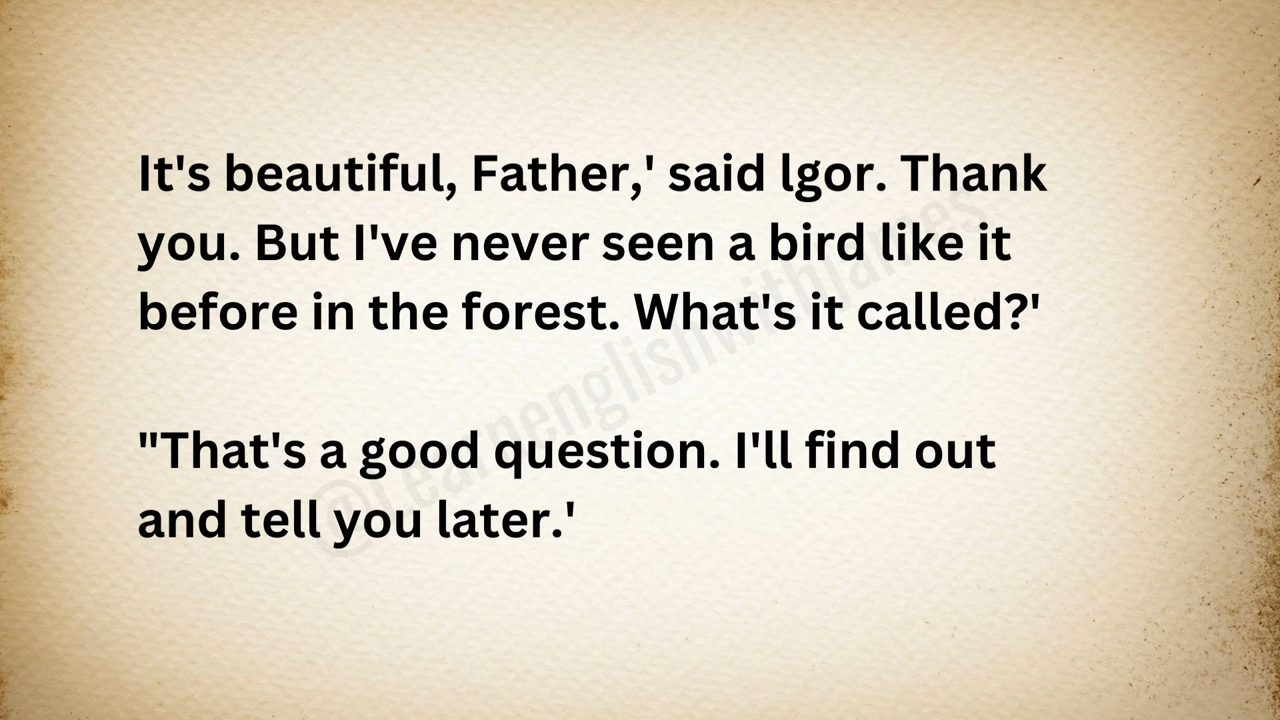 It's beautiful, Father,' said lgor. Thank
you. But I've never seen a bird like it
before in the forest. What's it called?'
"That's a good question. I'll find out
and tell you later.'
@learnenglishwithjames